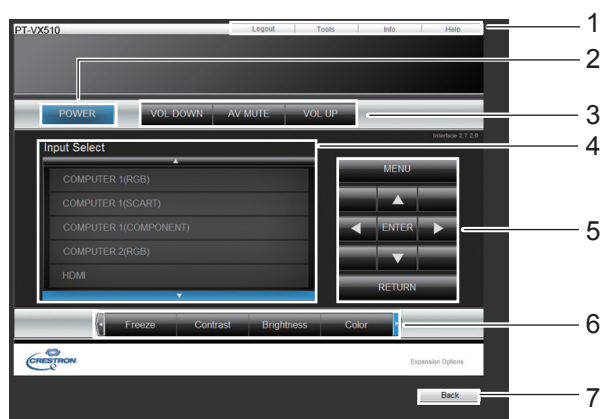 PT-VX510 Logout Tools Info Help 1
2
POWER VOL DOWN AV MUTE VOL UP 3
Interface 2.7.2.6
Input Select 4
COMPUTER 1(RGB)
COMPUTER 1(SCART)
COMPUTER 1(COMPONENT)
COMPUTER 2(RGB)
HDMI
MENU
ENTER 5
RETURN
Freeze Contrast Brightness Color 6
CRESTRON Expansion Options
Back 7